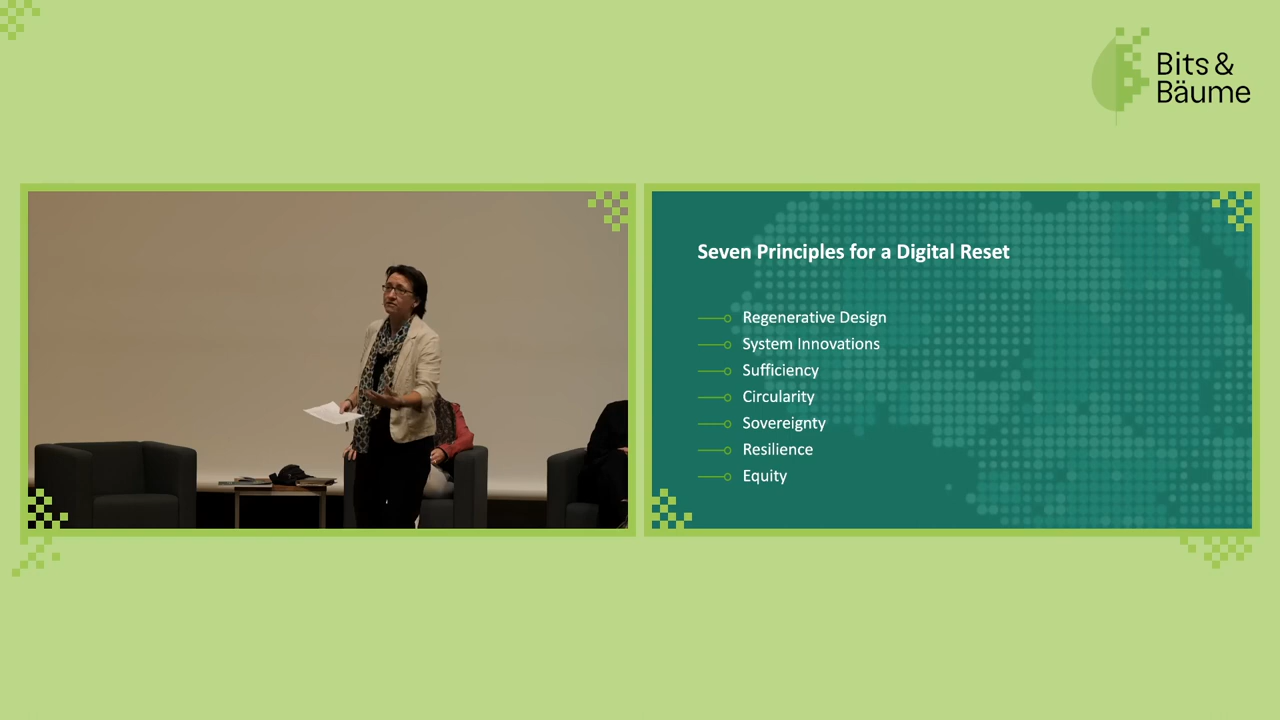 Bits &
Bäume
Seven Principles for a Digital Reset
Regenerative Design
System Innovations
Sufficiency
Circularity
Sovereignty
Resilience
Equity